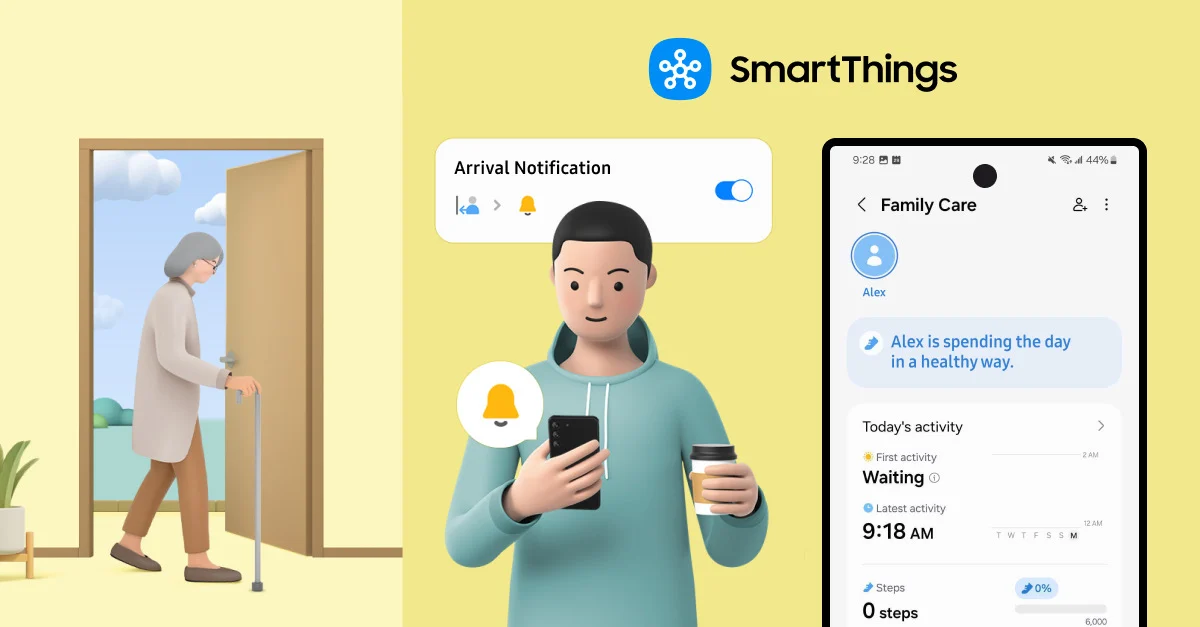 SmartThings
Arrival Notification
9:28
44%
Family Care
Alex
Alex is spending the day
in a healthy way.
Today's activity
First activity
2 AM
Waiting
Latest activity
9:18 AM
12 AM
T W T F S S M
Steps
0%
0 steps
6,000